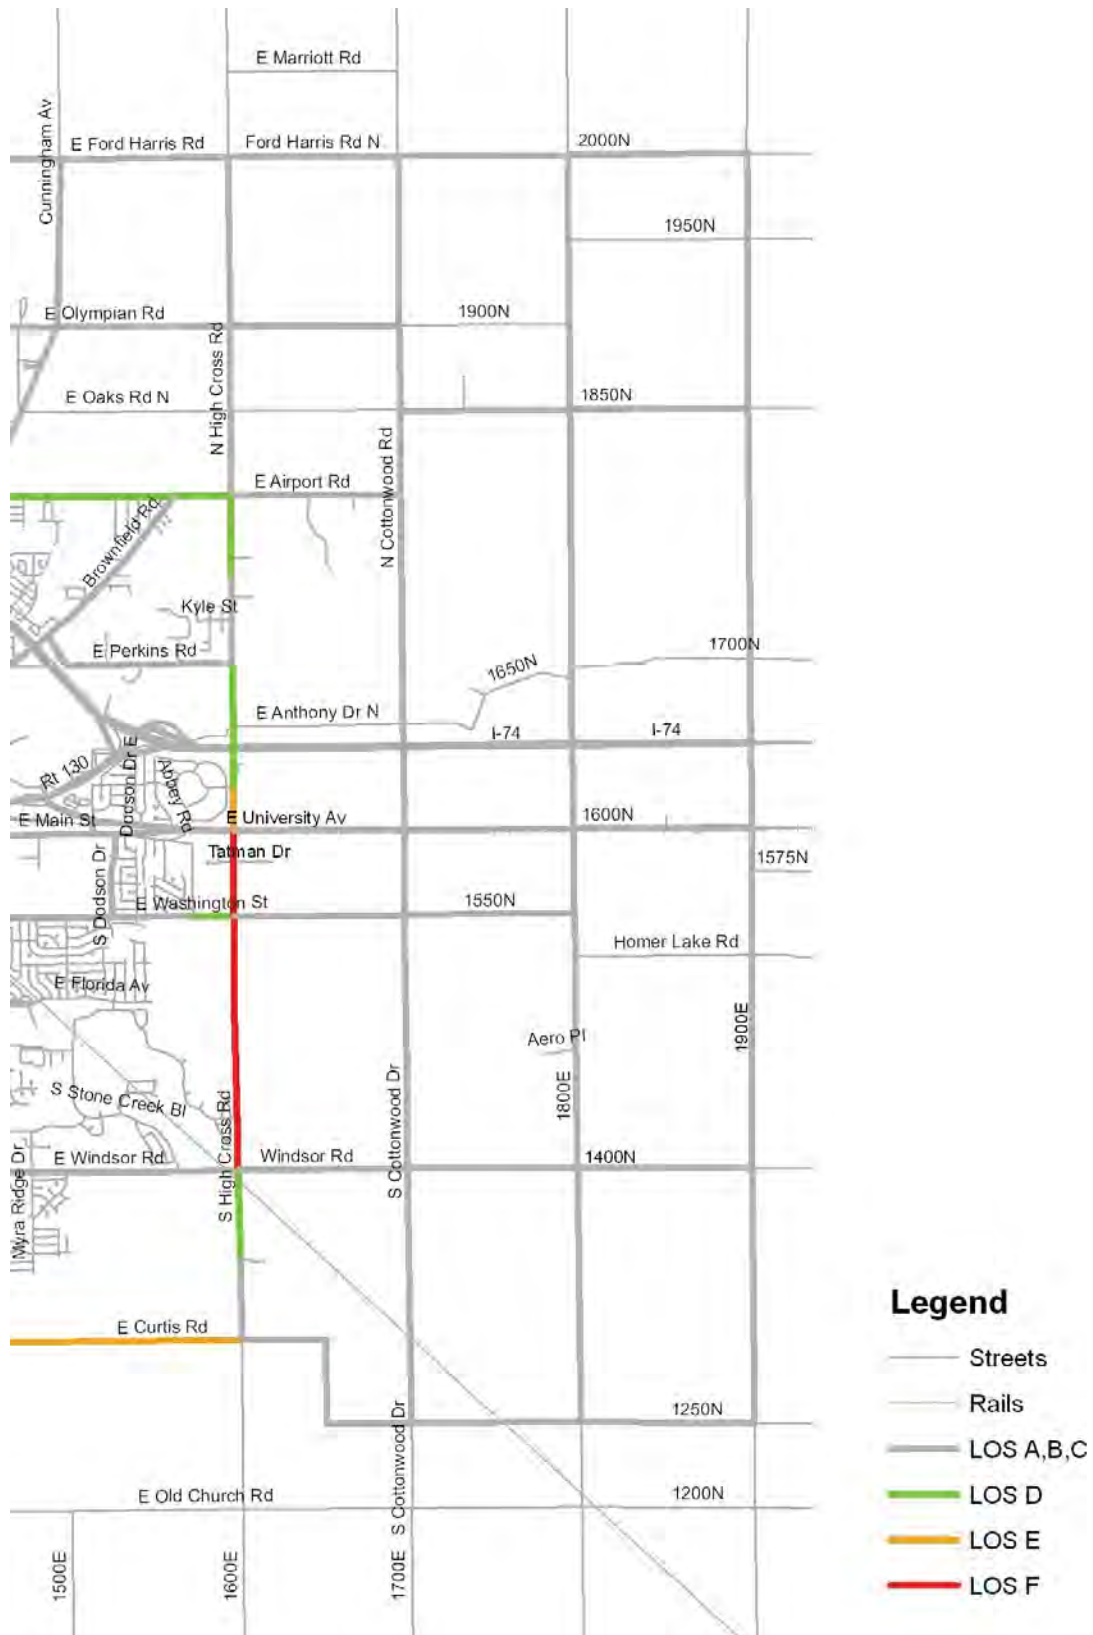 E Marriott Rd
Cunningham Av
E Ford Harris Rd
Ford Harris Rd N
2000N
1950N
E Olympian Rd
1900N
N High Cross Rd
E Oaks Rd N
1850N
N Cottonwood Rd
E Airport Rd
Brownfield Rd
Kyle St
E Perkins Rd
1700N
1650N
E Anthony Dr N
I-74
I-74
Rt 130
Dodson Dr E
Abbey Rd
E Main St
E University Av
1600N
Tatman Dr
1575N
S Dodson Dr
E Washington St
1550N
Homer Lake Rd
E Florida Av
1900E
Aero Pl
1800E
S Stone Creek Bl
S High Cross Rd
S Cottonwood Dr
Myra Ridge Dr
E Windsor Rd
Windsor Rd
1400N
E Curtis Rd
1250N
S Cottonwood Dr
E Old Church Rd
1200N
1500E
1600E
1700E
Legend
Streets
Rails
LOS A,B,C
LOS D
LOS E
LOS F